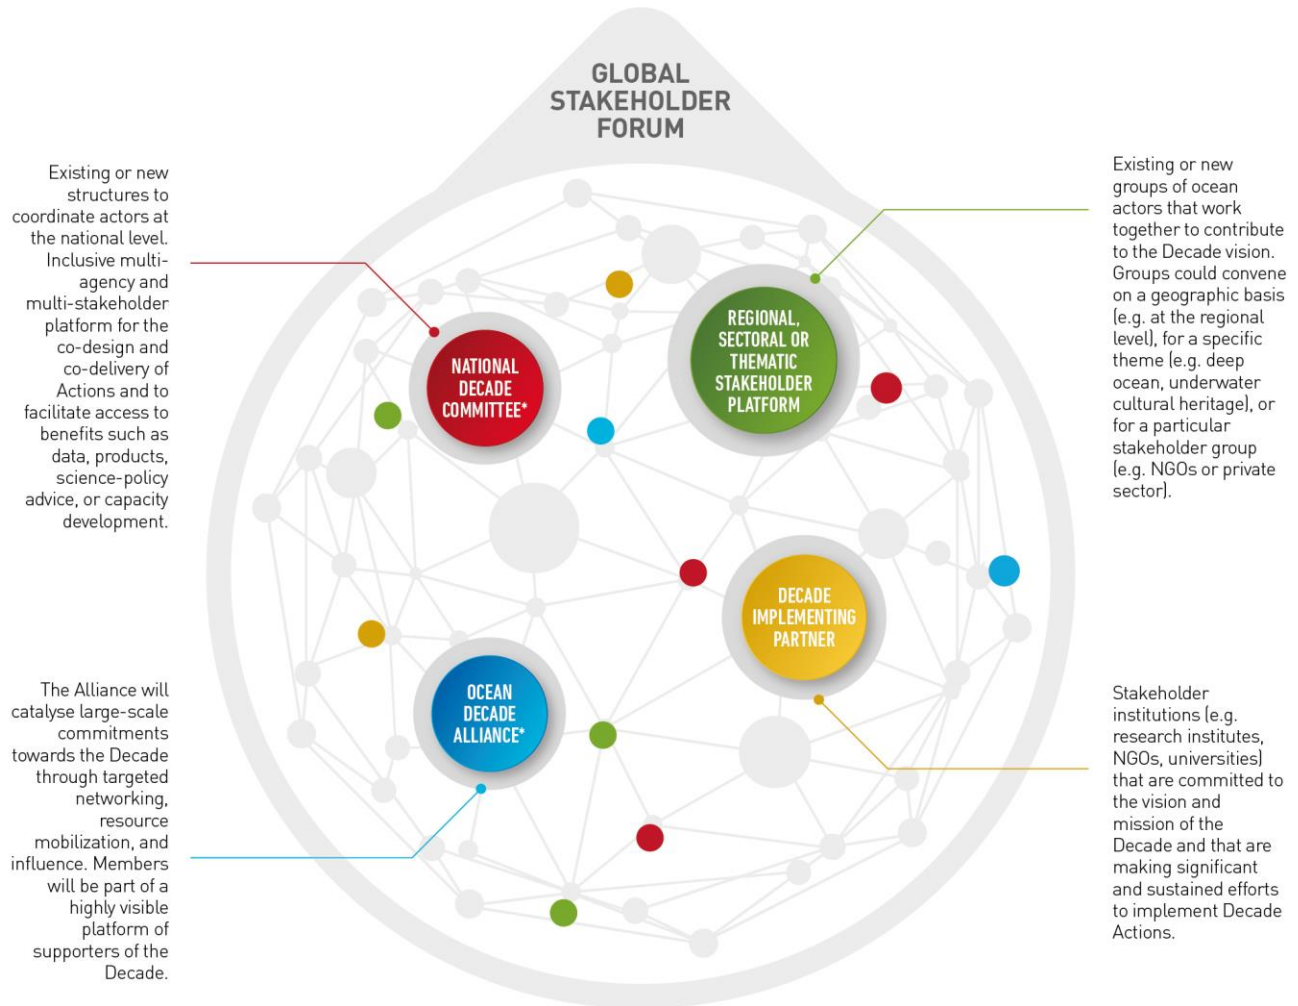 GLOBAL
STAKEHOLDER
FORUM
Existing or new
structures to
coordinate actors at
the national level.
Inclusive multi-
agency and
multi-stakeholder
platform for the
co-design and
co-delivery of
Actions and to
facilitate access to
benefits such as
data, products,
science-policy
advice, or capacity
development.
NATIONAL
DECADE
COMMITTEE*
REGIONAL,
SECTORAL OR
THEMATIC
STAKEHOLDER
PLATFORM
Existing or new
groups of ocean
actors that work
together to contribute
to the Decade vision.
Groups could convene
on a geographic basis
(e.g. at the regional
level), for a specific
theme (e.g. deep
ocean, underwater
cultural heritage), or
for a particular
stakeholder group
(e.g. NGOs or private
sector).
The Alliance will
catalyse large-scale
commitments
towards the Decade
through targeted
networking,
resource
mobilization, and
influence. Members
will be part of a
highly visible
platform of
supporters of the
Decade.
OCEAN
DECADE
ALLIANCE*
DECADE
IMPLEMENTING
PARTNER
Stakeholder
institutions (e.g.
research institutes,
NGOs, universities)
that are committed to
the vision and
mission of the
Decade and that are
making significant
and sustained efforts
to implement Decade
Actions.